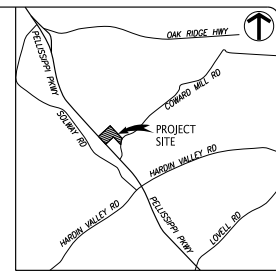 OAK RIDGE HWY
PELLISSIPPI PKWY
COWARD MILL RD
SOLWAY RD
PROJECT
SITE
HARDIN VALLEY RD
PELLISSIPPI PKWY
HARDIN VALLEY RD
LOVELL RD